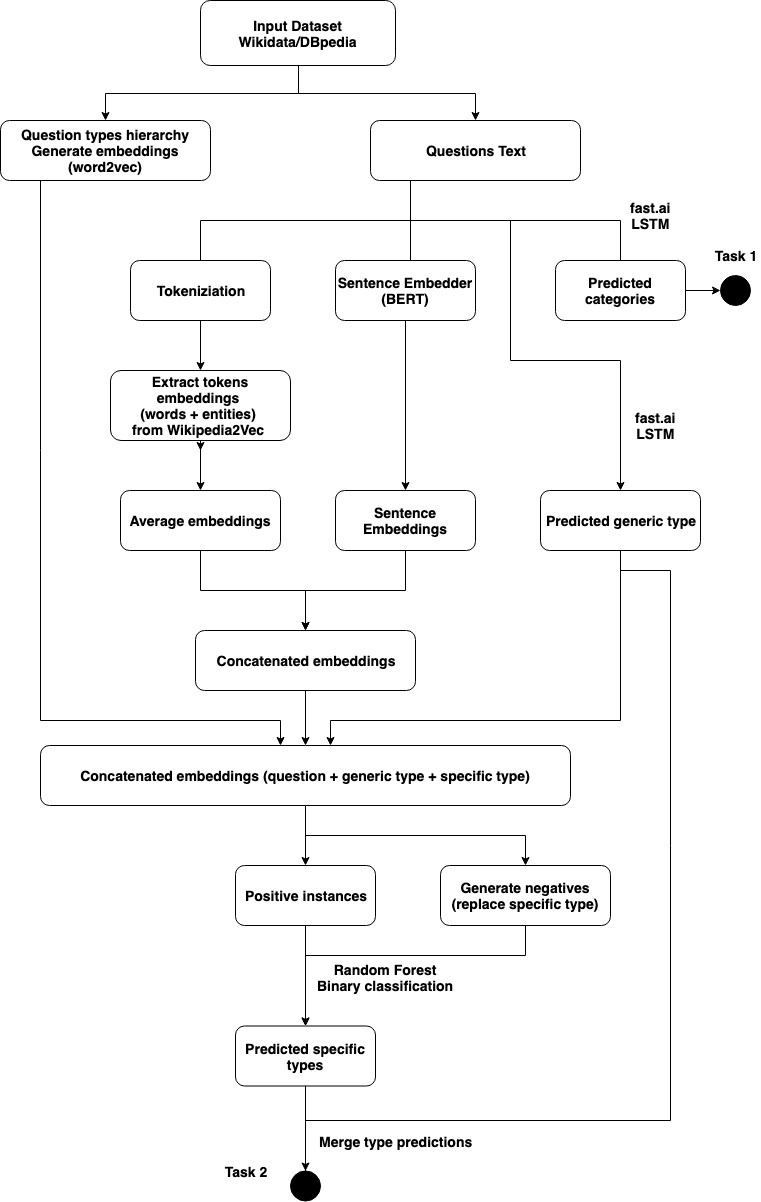 Input Dataset
Wikidata/DBpedia
Question types hierarchy
Generate embeddings
(word2vec)
Questions Text
fast.ai
LSTM
Task 1
Tokeniziation
Sentence Embedder
(BERT)
Predicted
categories
Extract tokens
embeddings
(words + entities)
from Wikipedia2Vec
fast.ai
LSTM
Average embeddings
Sentence
Embeddings
Predicted generic type
Concatenated embeddings
Concatenated embeddings (question + generic type + specific type)
Positive instances
Generate negatives
(replace specific type)
Random Forest
Binary classification
Predicted specific
types
Merge type predictions
Task 2